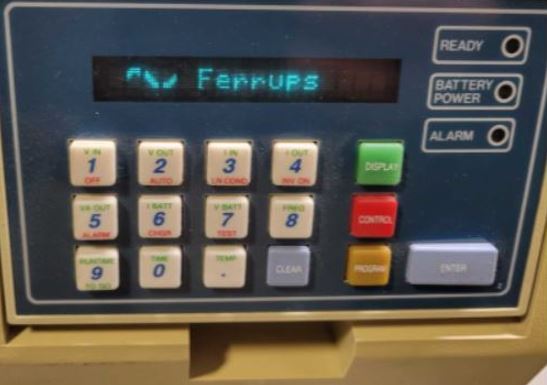 Ferrups
READY
BATTERY
POWER
ALARM
V IN
1
OFF
V OUT
2
AUTO
I IN
3
LN COND
I OUT
4
INV ON
DISPLAY
VA OUT
5
ALARM
I BATT
6
CHGR
V BATT
7
TEST
FREQ
8
CONTROL
RUNTIME
9
TO GO
TIME
0
TEMP
.
CLEAR
PROGRAM
ENTER